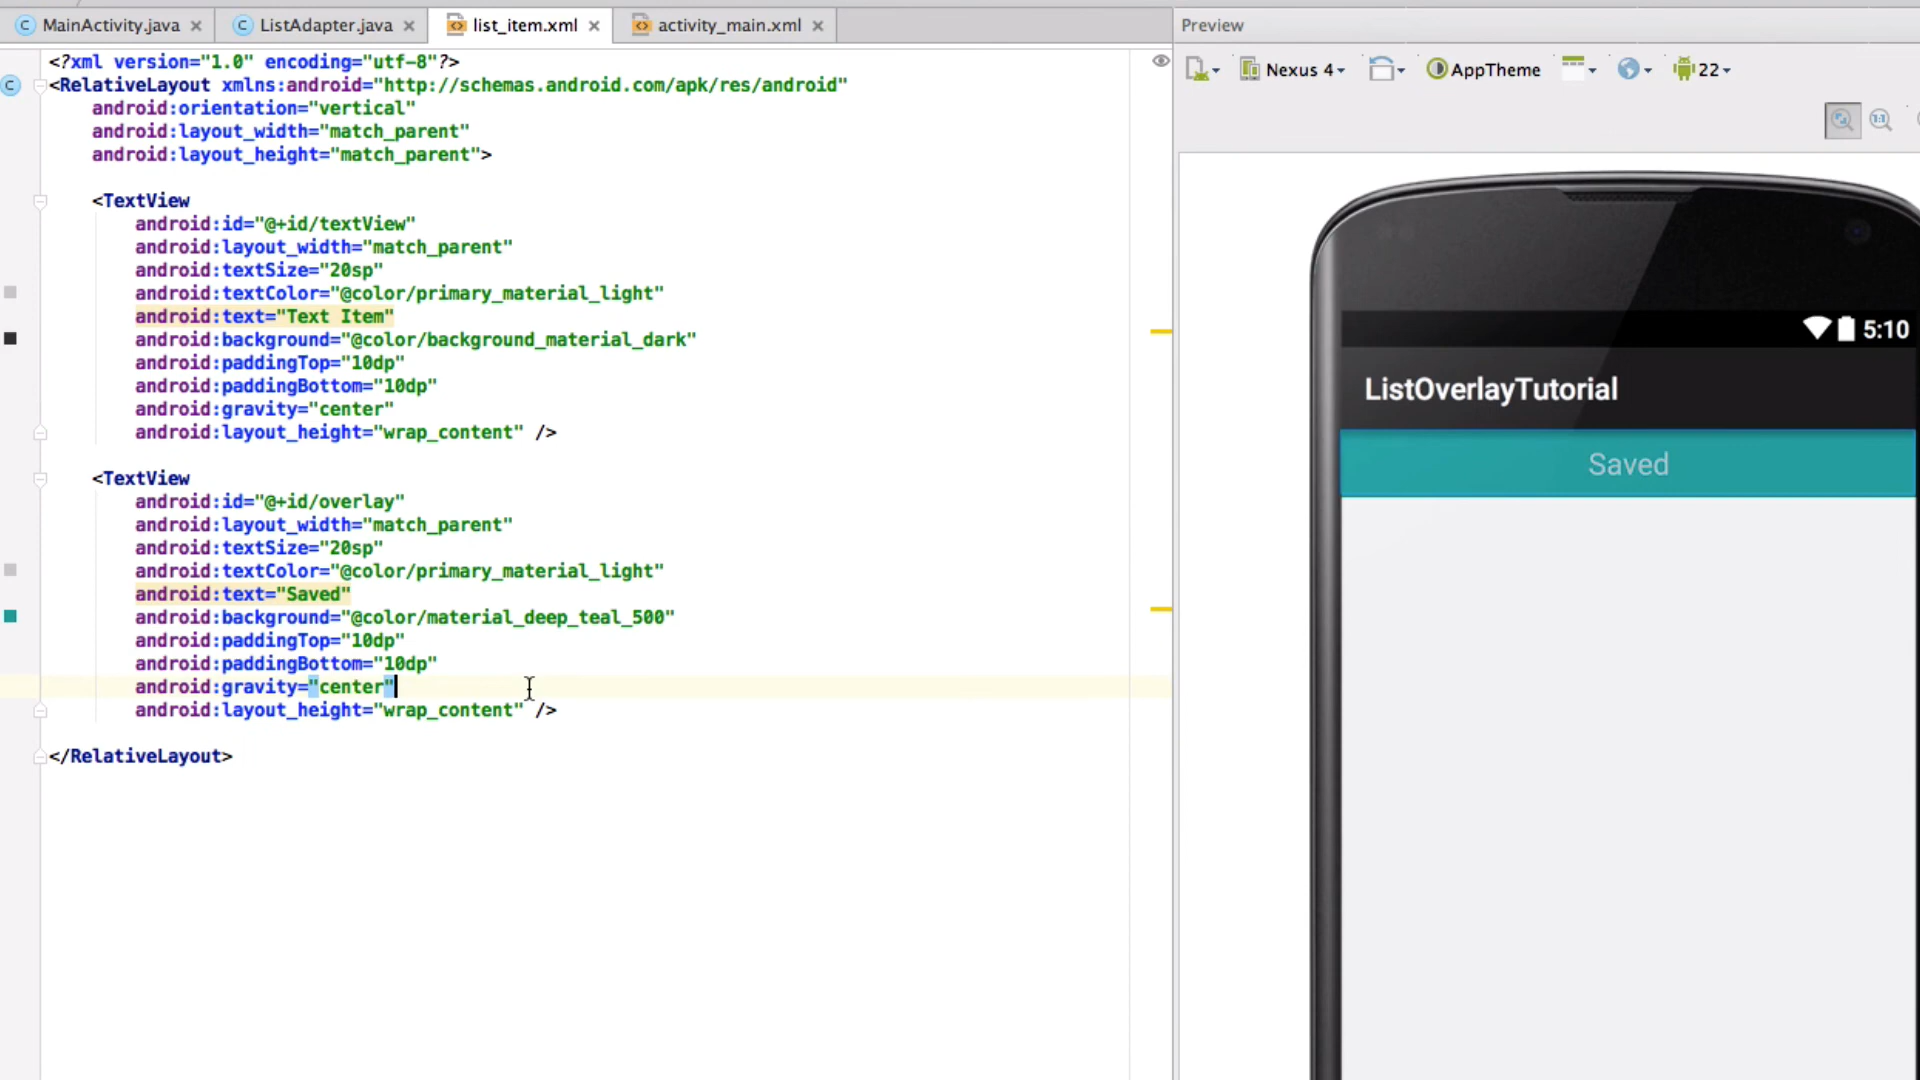 MainActivity.java ListAdapter.java list_item.xml activity_main.xml Preview
Nexus 4 AppTheme 22
1:1
<?xml version="1.0" encoding="utf-8"?>
<RelativeLayout xmlns:android="http://schemas.android.com/apk/res/android"
android:orientation="vertical"
android:layout_width="match_parent"
android:layout_height="match_parent">
<TextView
android:id="@+id/textView"
android:layout_width="match_parent"
android:textSize="20sp"
android:textColor="@color/primary_material_light"
android:text="Text Item"
android:background="@color/background_material_dark"
android:paddingTop="10dp"
android:paddingBottom="10dp"
android:gravity="center"
android:layout_height="wrap_content" />
<TextView
android:id="@+id/overlay"
android:layout_width="match_parent"
android:textSize="20sp"
android:textColor="@color/primary_material_light"
android:text="Saved"
android:background="@color/material_deep_teal_500"
android:paddingTop="10dp"
android:paddingBottom="10dp"
android:gravity="center"
android:layout_height="wrap_content" />
</RelativeLayout>
5:10
ListOverlayTutorial
Saved